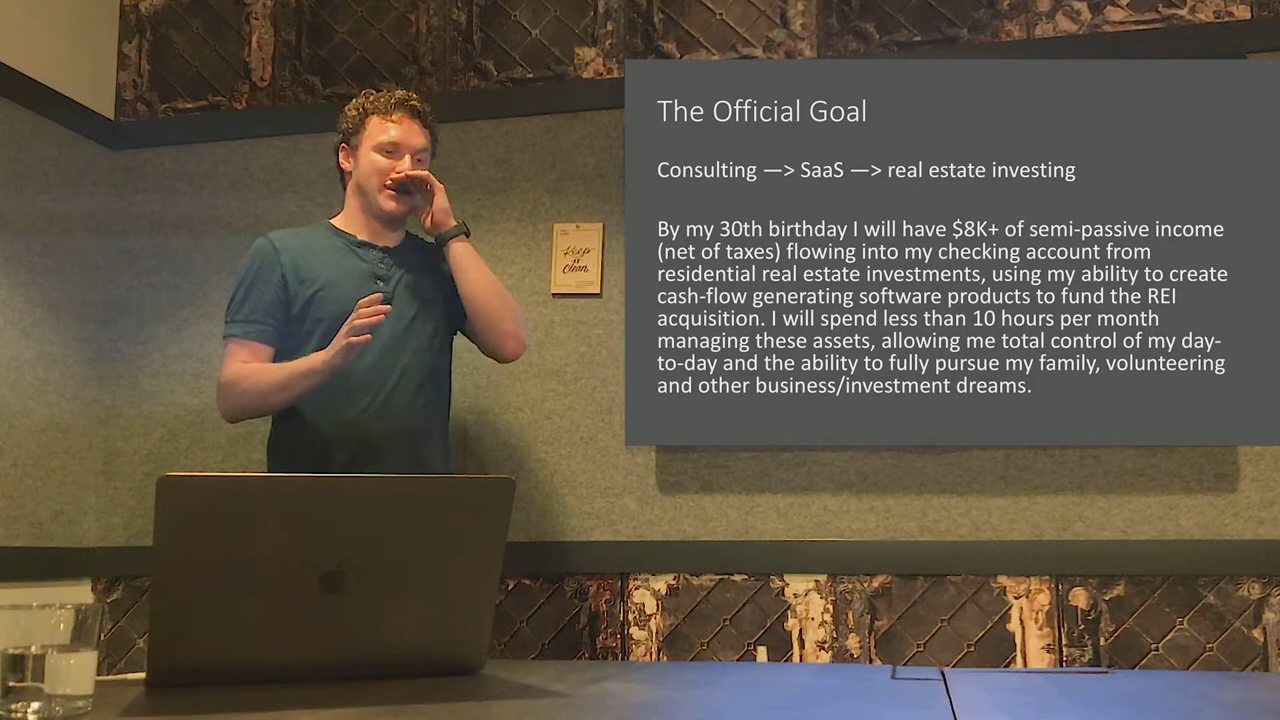 The Official Goal
Consulting —> SaaS —> real estate investing
By my 30th birthday I will have $8K+ of semi-passive income
(net of taxes) flowing into my checking account from
residential real estate investments, using my ability to create
cash-flow generating software products to fund the REI
acquisition. I will spend less than 10 hours per month
managing these assets, allowing me total control of my day-
to-day and the ability to fully pursue my family, volunteering
and other business/investment dreams.
Keep
it
Clean